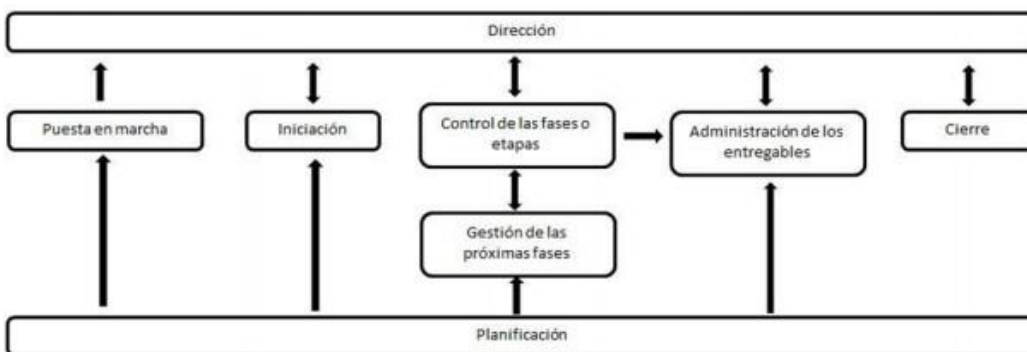 Dirección
Puesta en marcha
Iniciación
Control de las fases o
etapas
Administración de los
entregables
Cierre
Gestión de las
próximas fases
Planificación